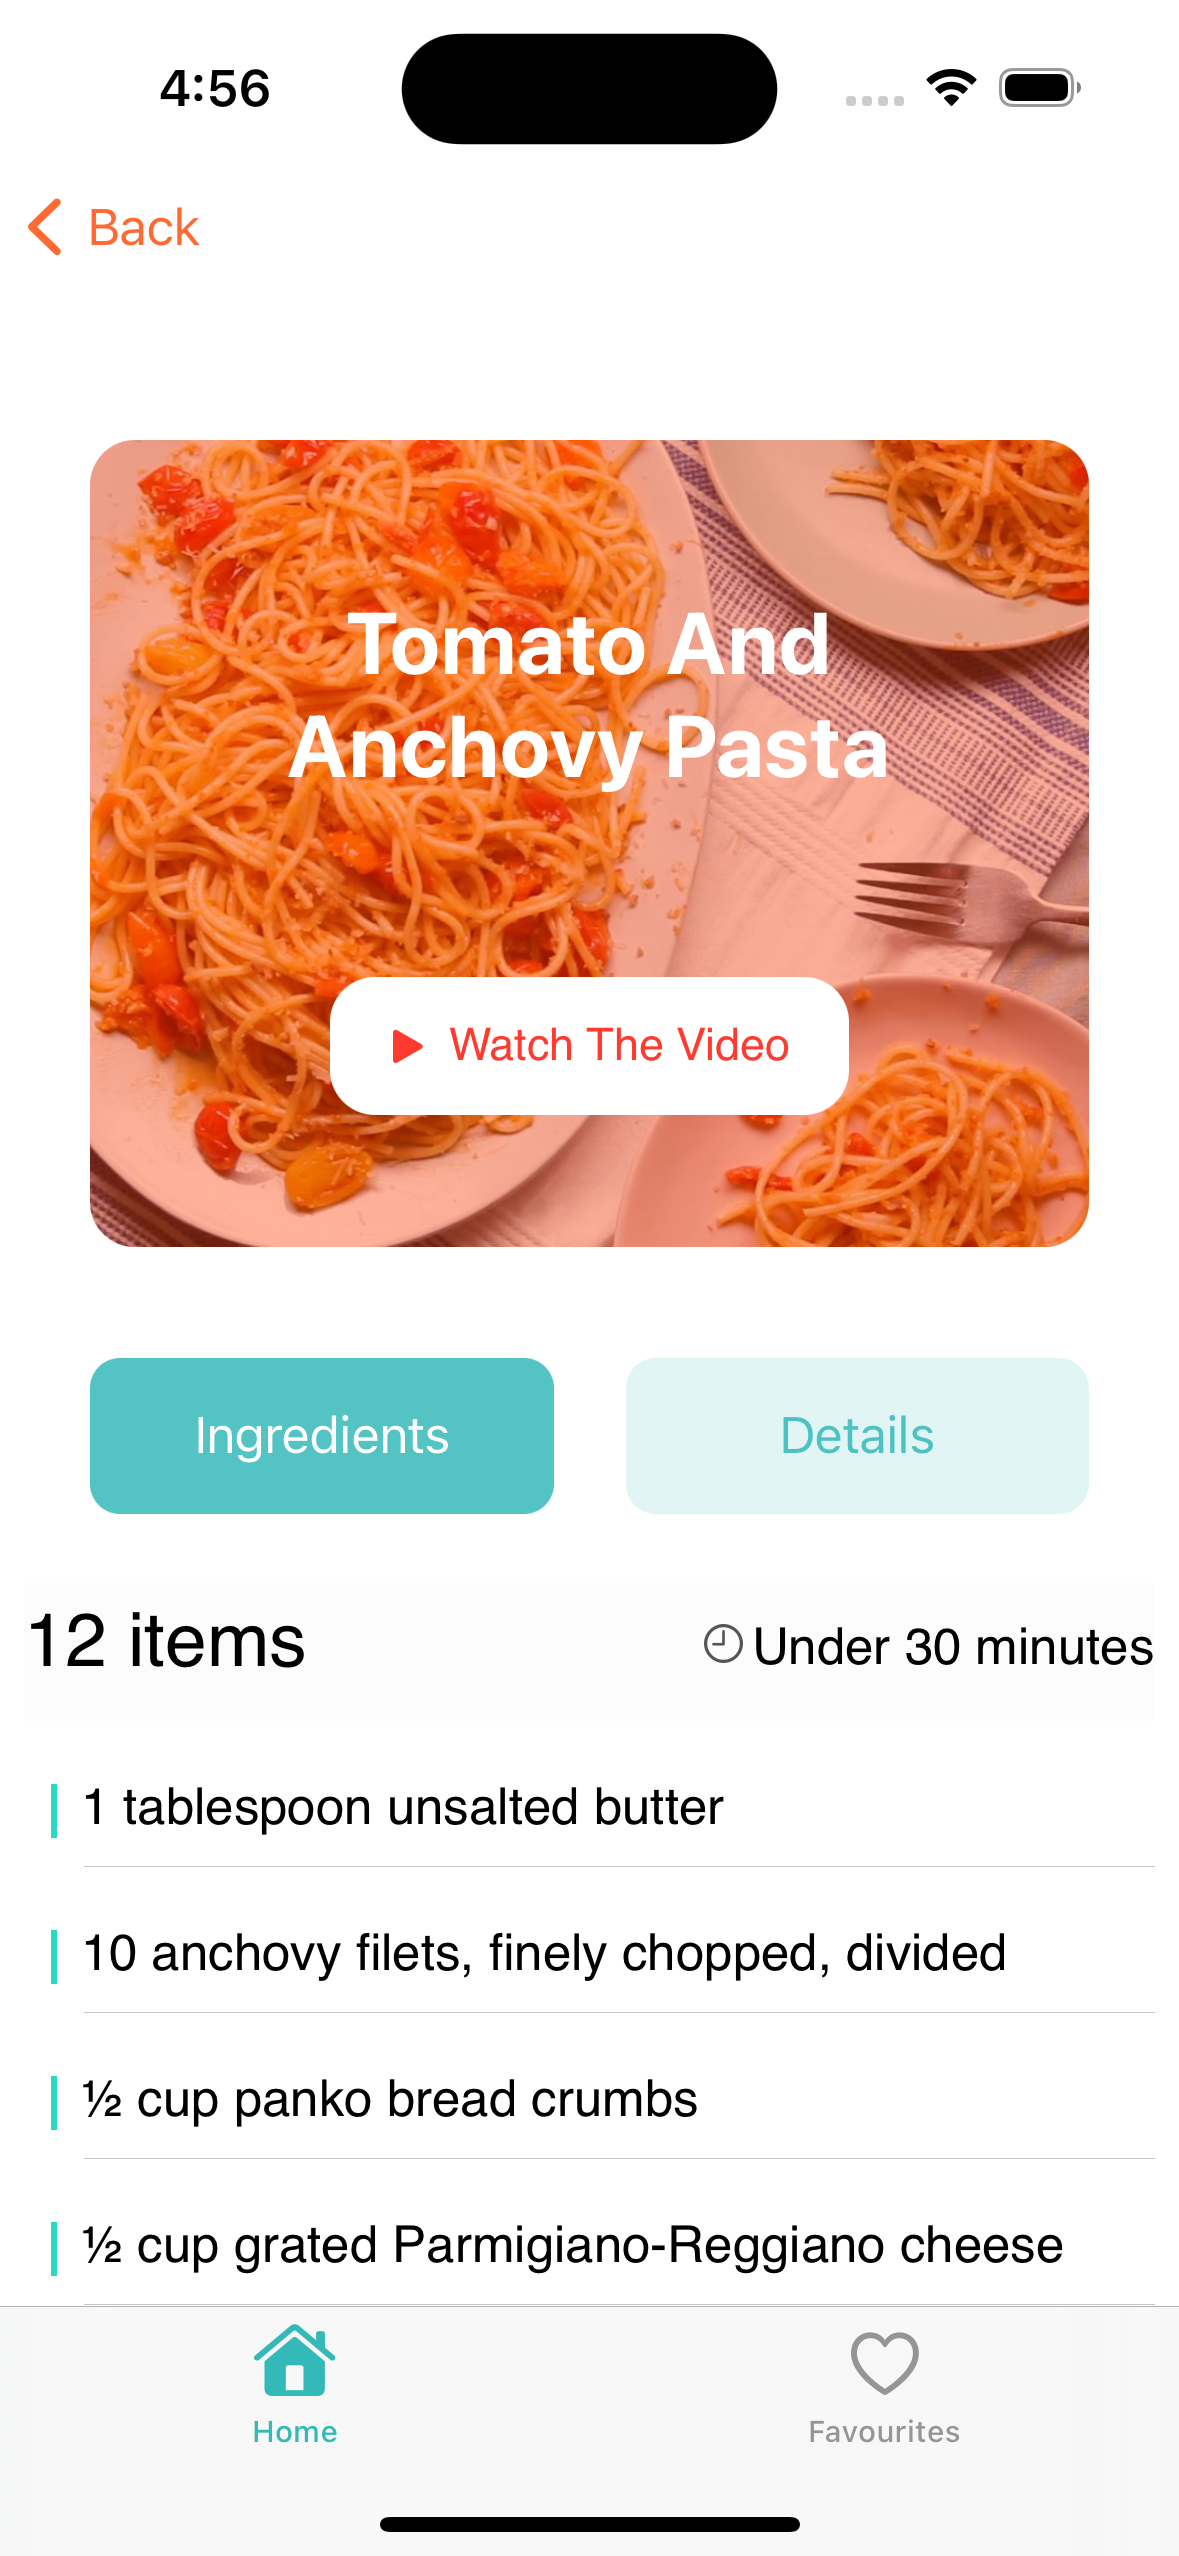 4:56
Back
Tomato And
Anchovy Pasta
Watch The Video
Ingredients
Details
12 items
Under 30 minutes
1 tablespoon unsalted butter
10 anchovy filets, finely chopped, divided
½ cup panko bread crumbs
½ cup grated Parmigiano-Reggiano cheese
Home
Favourites